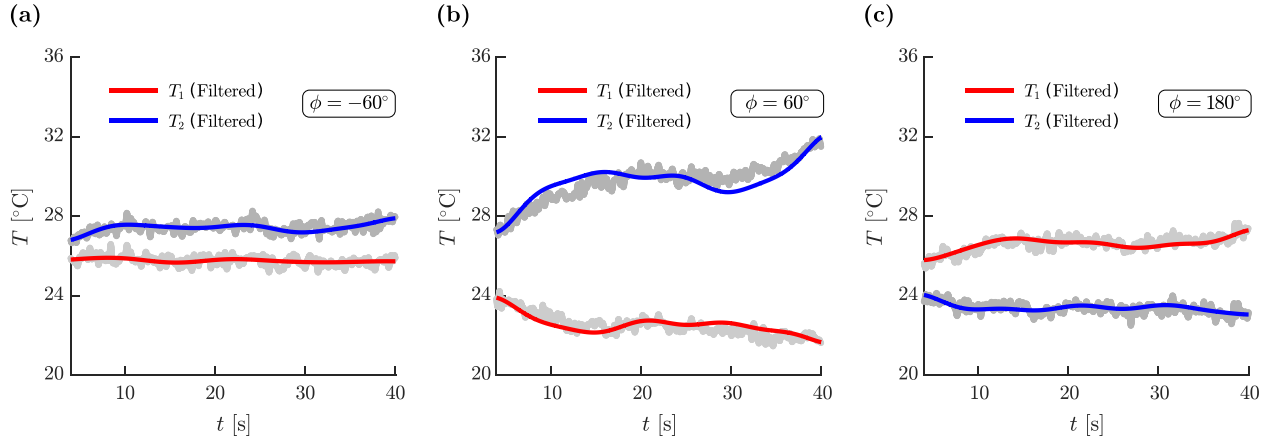 (a)
36
32
28
24
20
T [°C]
T₁ (Filtered)
T₂ (Filtered)
ϕ = −60°
10
20
30
40
t [s]
(b)
36
32
28
24
20
T [°C]
T₁ (Filtered)
T₂ (Filtered)
ϕ = 60°
10
20
30
40
t [s]
(c)
36
32
28
24
20
T [°C]
T₁ (Filtered)
T₂ (Filtered)
ϕ = 180°
10
20
30
40
t [s]